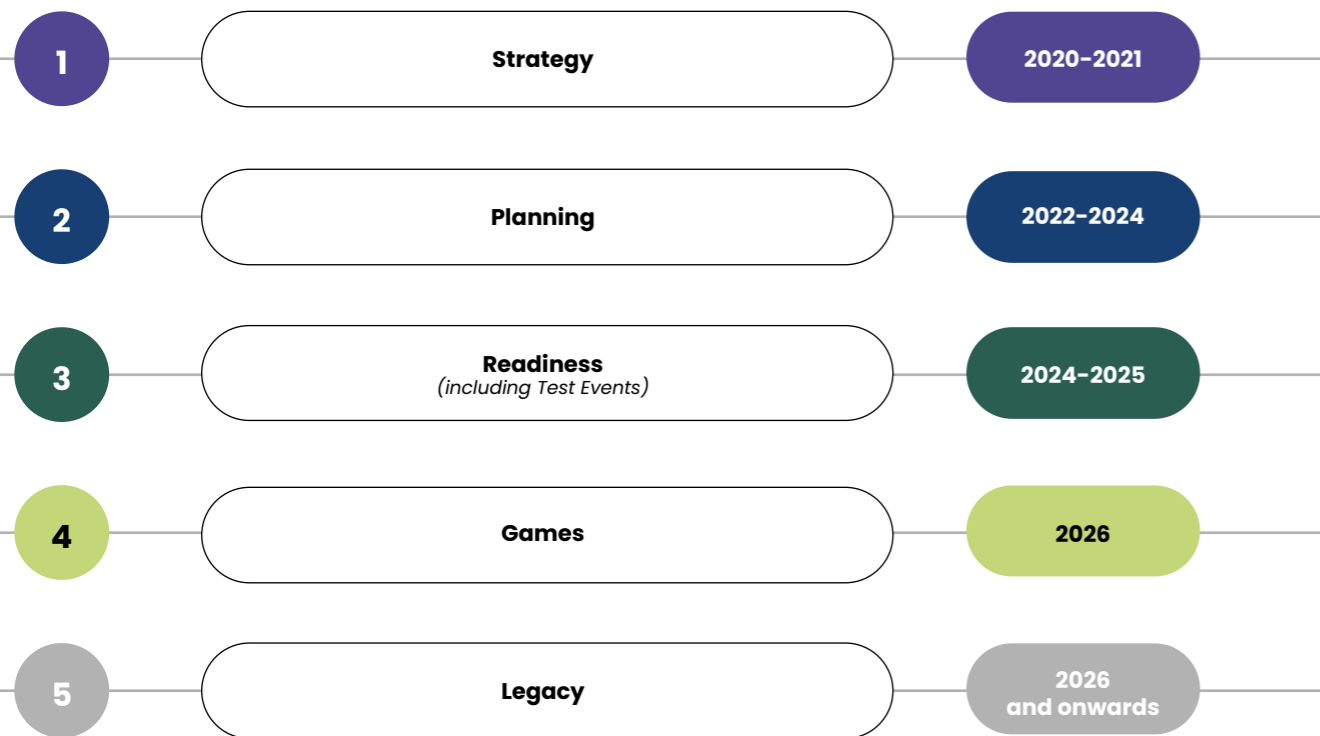 1
Strategy
2020-2021
2
Planning
2022-2024
3
Readiness
(including Test Events)
2024-2025
4
Games
2026
5
Legacy
2026
and onwards